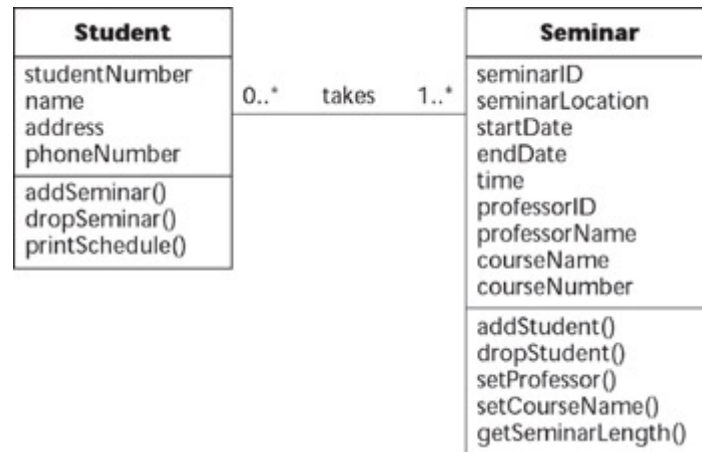 Student
studentNumber
name
address
phoneNumber
addSeminar()
dropSeminar()
printSchedule()
0..* takes 1..*
Seminar
seminarID
seminarLocation
startDate
endDate
time
professorID
professorName
courseName
courseNumber
addStudent()
dropStudent()
setProfessor()
setCourseName()
getSeminarLength()